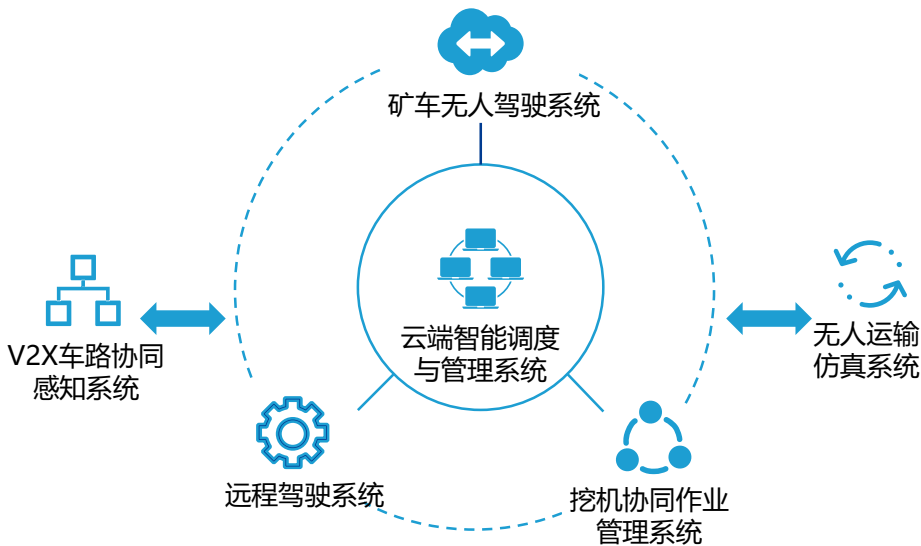 矿车无人驾驶系统
云端智能调度
与管理系统
V2X车路协同
感知系统
无人运输
仿真系统
远程驾驶系统
挖机协同作业
管理系统